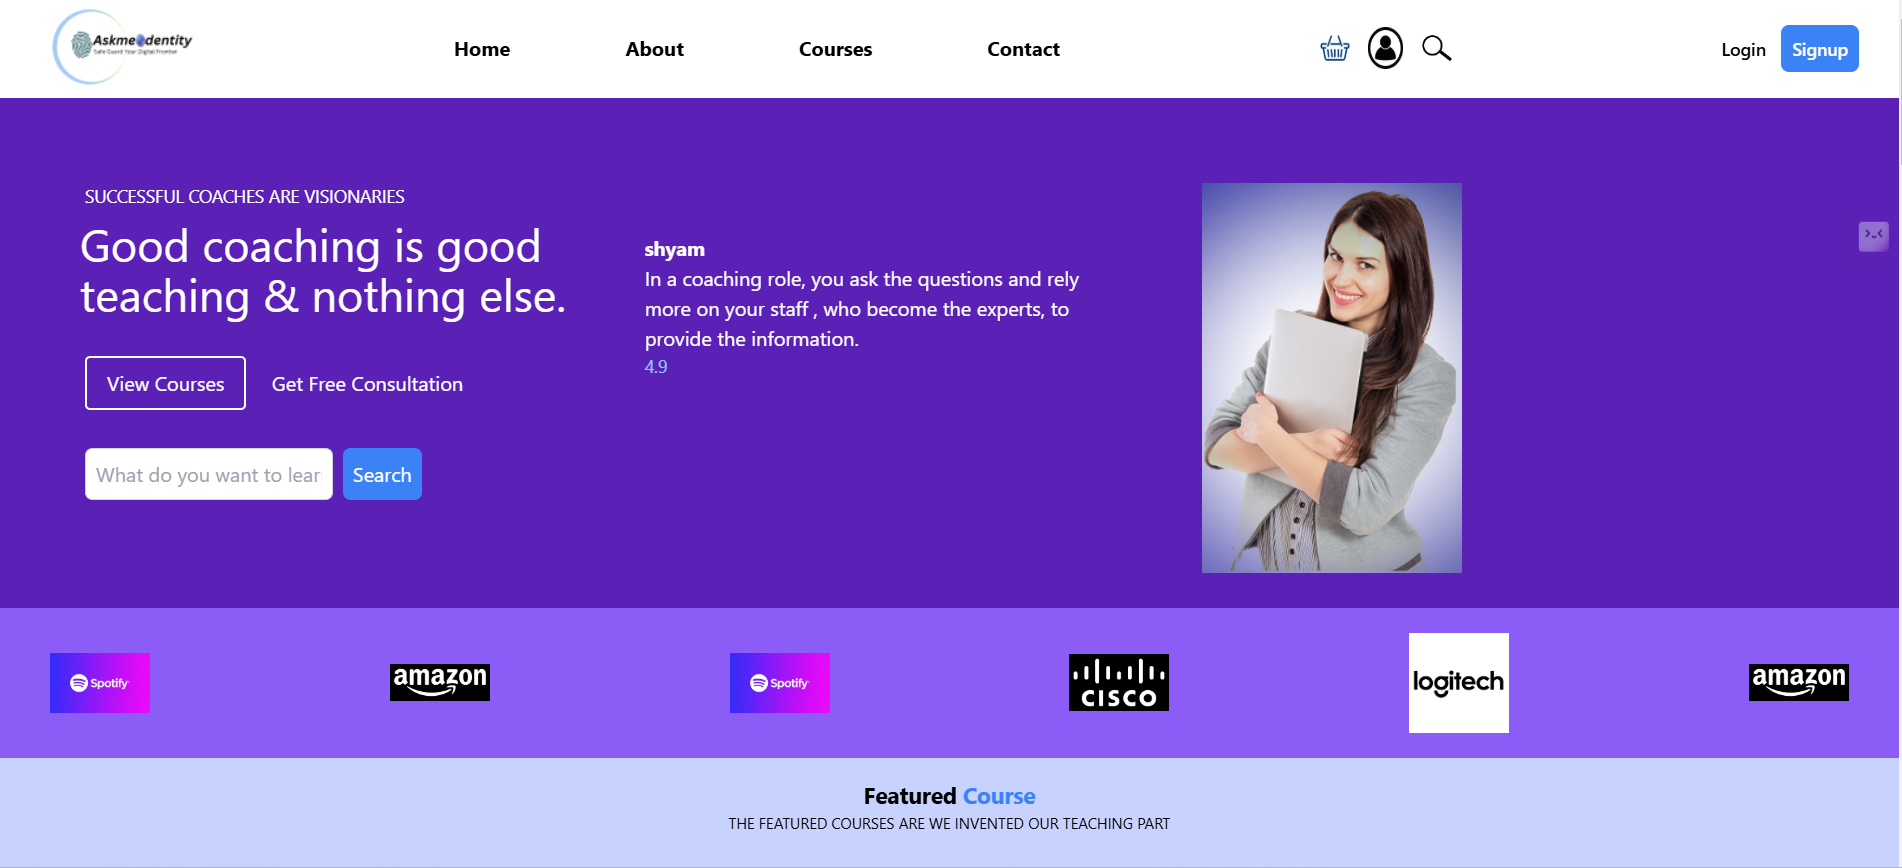 Askme Identity
Safe Guard Your Digital Frontier
Home
About
Courses
Contact
Login
Signup
SUCCESSFUL COACHES ARE VISIONARIES
Good coaching is good
teaching & nothing else.
View Courses
Get Free Consultation
What do you want to lear
Search
shyam
In a coaching role, you ask the questions and rely
more on your staff , who become the experts, to
provide the information.
4.9
Spotify
amazon
Spotify
CISCO
logitech
amazon
Featured Course
THE FEATURED COURSES ARE WE INVENTED OUR TEACHING PART